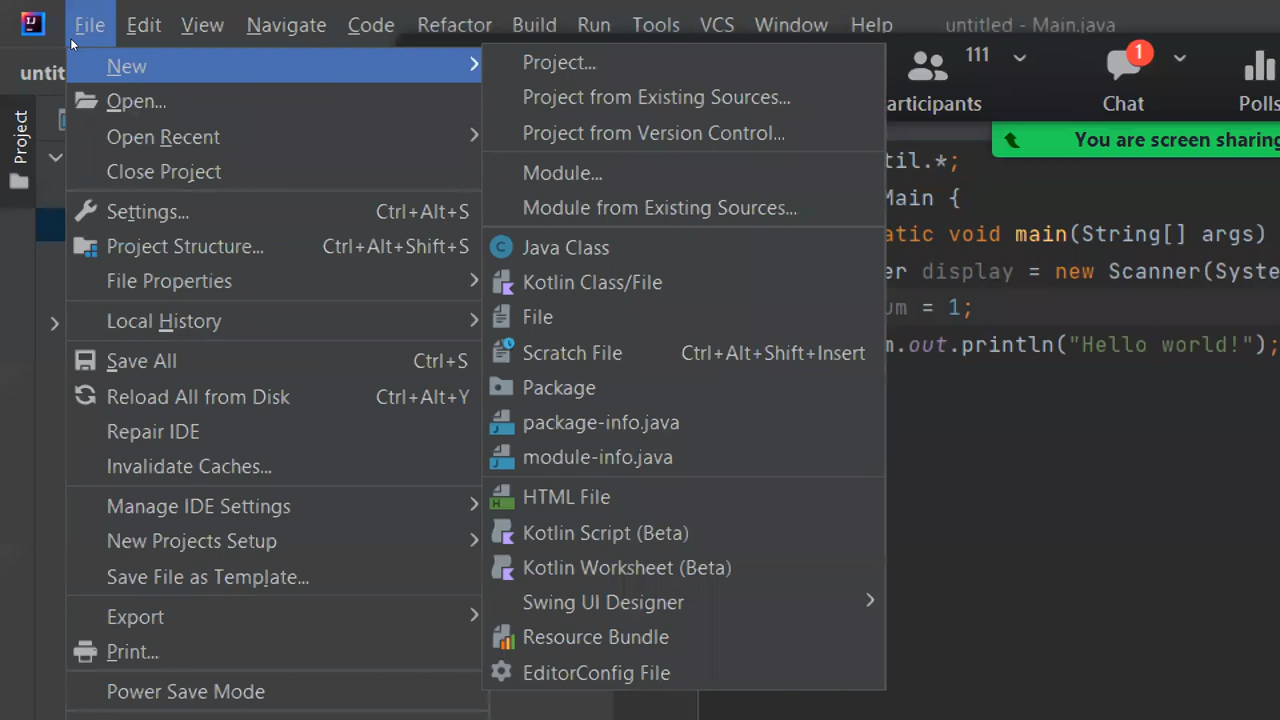 File Edit View Navigate Code Refactor Build Run Tools VCS Window Help untitled - Main.java
untit
Project
New
Open...
Open Recent
Close Project
Settings... Ctrl+Alt+S
Project Structure... Ctrl+Alt+Shift+S
File Properties
Local History
Save All Ctrl+S
Reload All from Disk Ctrl+Alt+Y
Repair IDE
Invalidate Caches...
Manage IDE Settings
New Projects Setup
Save File as Template...
Export
Print...
Power Save Mode
Project...
Project from Existing Sources...
Project from Version Control...
Module...
Module from Existing Sources...
Java Class
Kotlin Class/File
File
Scratch File Ctrl+Alt+Shift+Insert
Package
package-info.java
module-info.java
HTML File
Kotlin Script (Beta)
Kotlin Worksheet (Beta)
Swing UI Designer
Resource Bundle
EditorConfig File
111 1
articipants Chat Polls
You are screen sharing
til.*;
Main {
atic void main(String[] args)
er display = new Scanner(Syste
um = 1;
m.out.println("Hello world!");